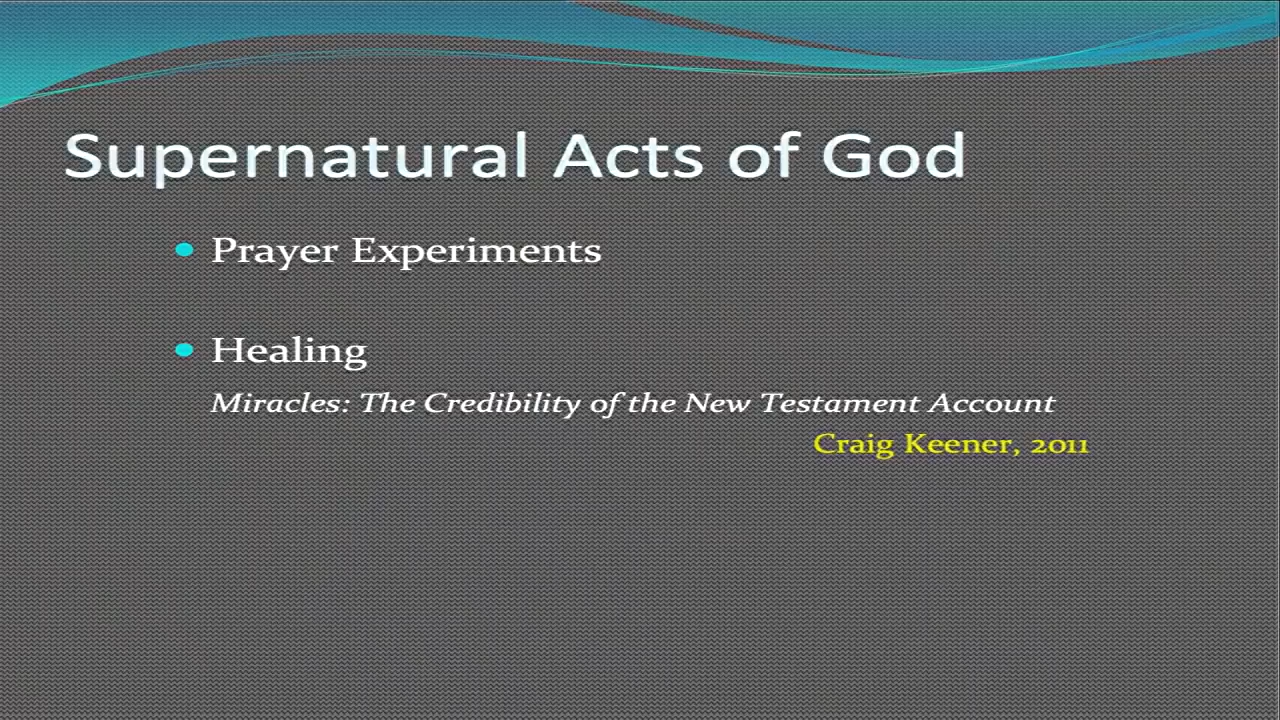 Supernatural Acts of God
• Prayer Experiments
• Healing
Miracles: The Credibility of the New Testament Account
Craig Keener, 2011